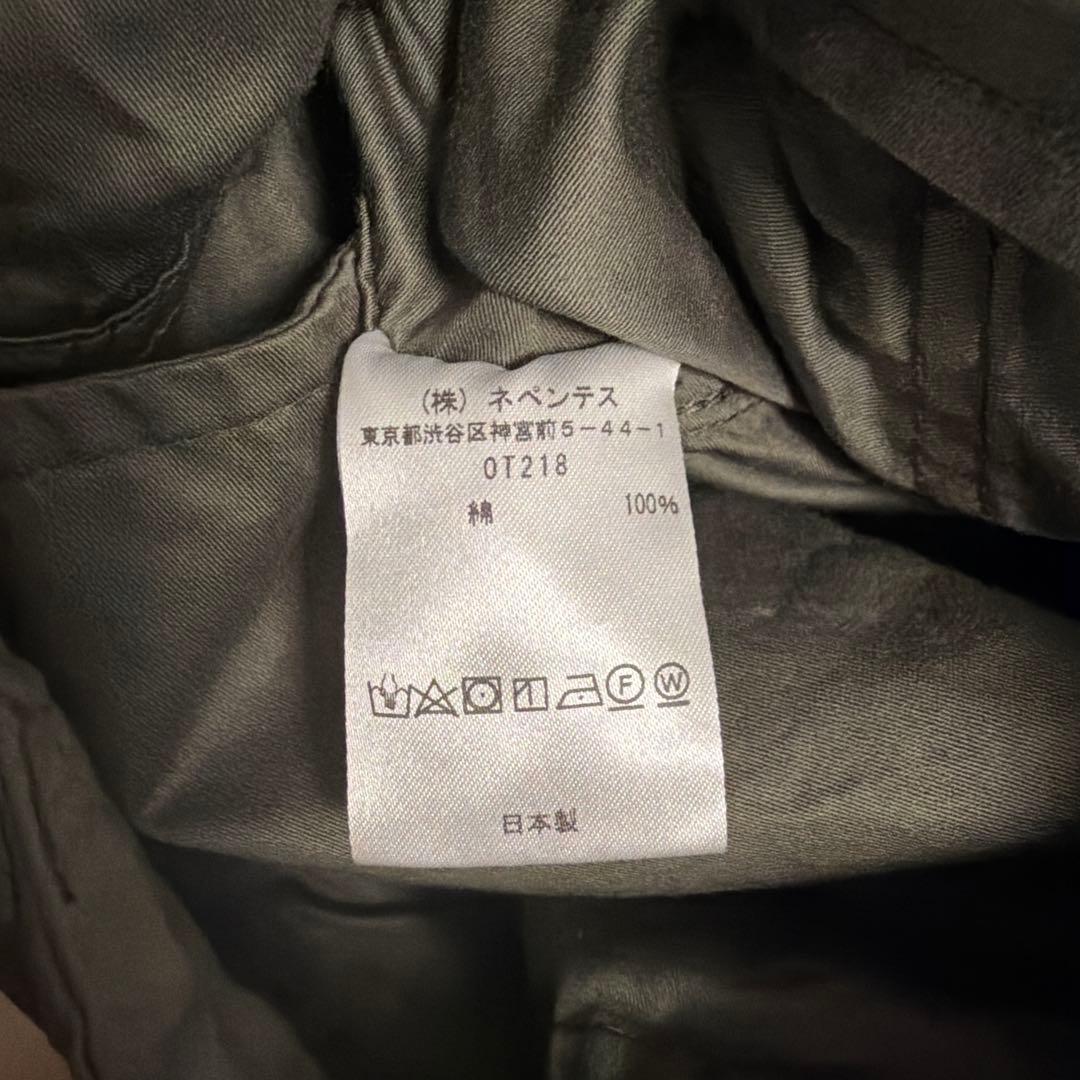 (株) ネペンテス
東京都渋谷区神宮前5-44-1
OT218
綿 100%
F W
日本製